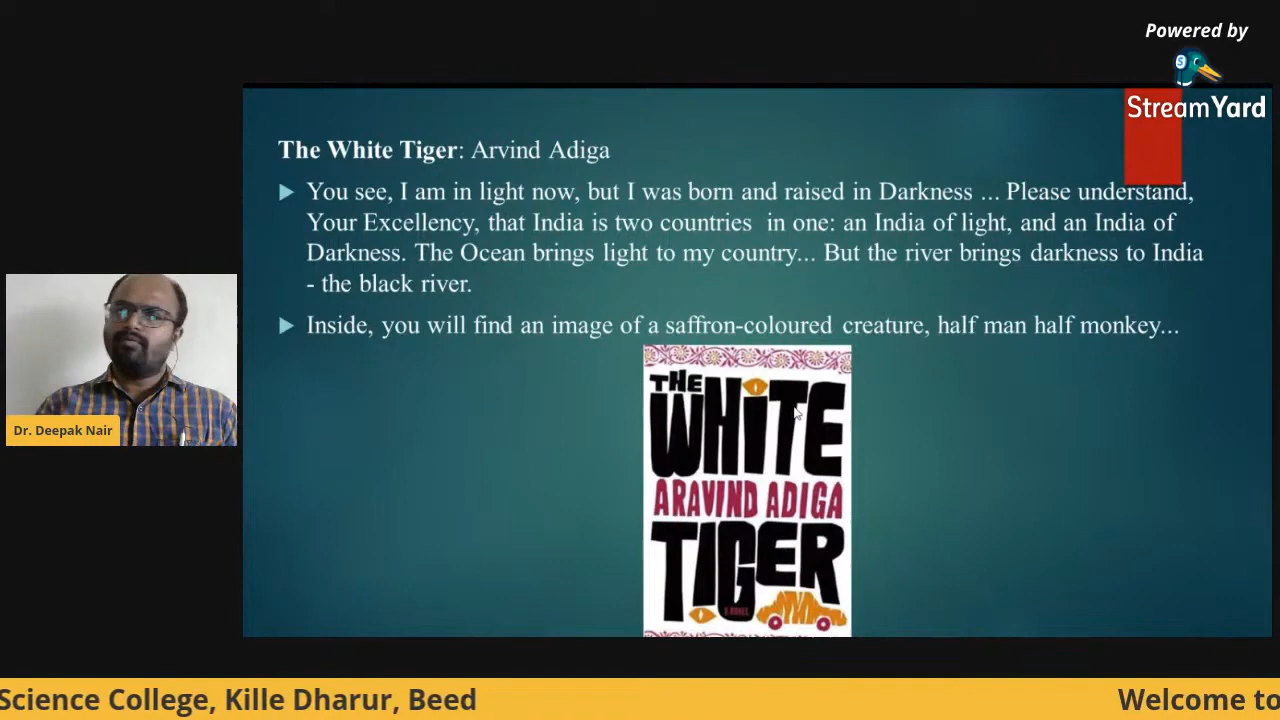 Powered by
StreamYard
The White Tiger: Arvind Adiga
You see, I am in light now, but I was born and raised in Darkness ... Please understand,
Your Excellency, that India is two countries in one: an India of light, and an India of
Darkness. The Ocean brings light to my country... But the river brings darkness to India
- the black river.
Inside, you will find an image of a saffron-coloured creature, half man half monkey...
THE
WHiTE
ARAVIND ADIGA
TIGER
A NOVEL
Dr. Deepak Nair
Science College, Kille Dharur, Beed
Welcome to